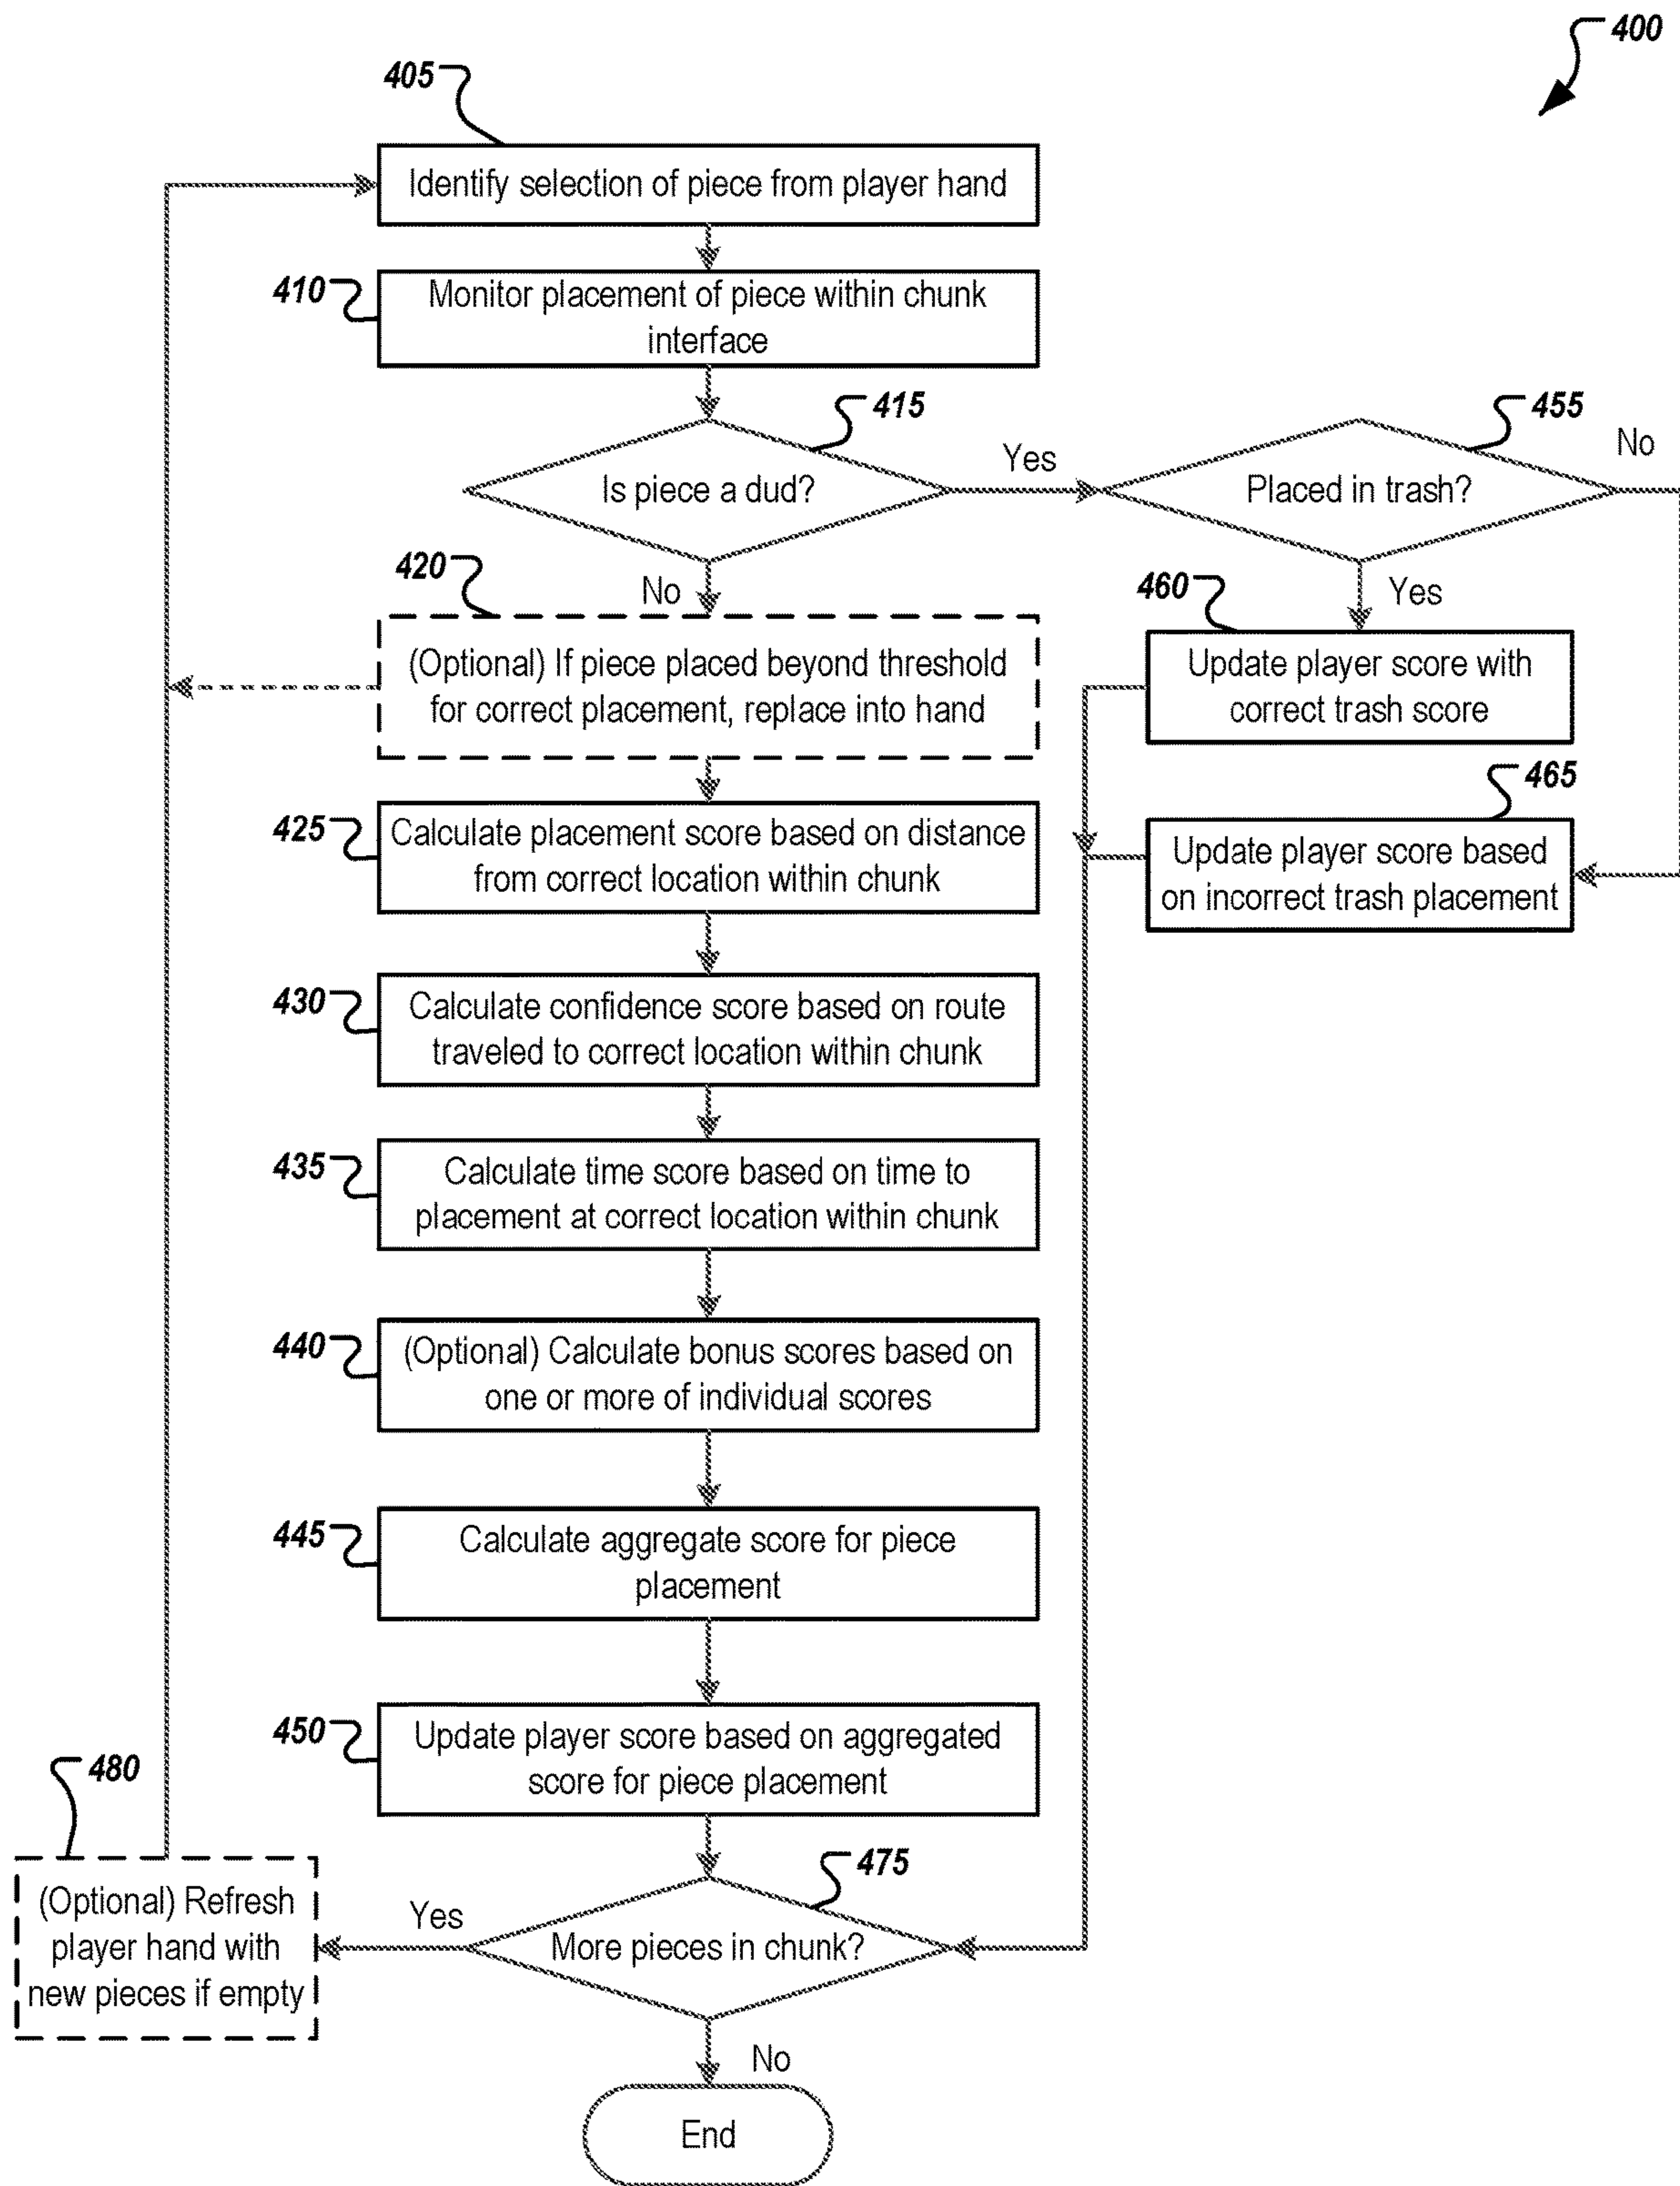 400
405
Identify selection of piece from player hand
410
Monitor placement of piece within chunk
interface
415
Is piece a dud?
Yes
455
Placed in trash?
No
420
No
(Optional) If piece placed beyond threshold
for correct placement, replace into hand
460
Yes
Update player score with
correct trash score
465
Update player score based
on incorrect trash placement
425
Calculate placement score based on distance
from correct location within chunk
430
Calculate confidence score based on route
traveled to correct location within chunk
435
Calculate time score based on time to
placement at correct location within chunk
440
(Optional) Calculate bonus scores based on
one or more of individual scores
445
Calculate aggregate score for piece
placement
450
Update player score based on aggregated
score for piece placement
475
More pieces in chunk?
Yes
480
(Optional) Refresh
player hand with
new pieces if empty
No
End